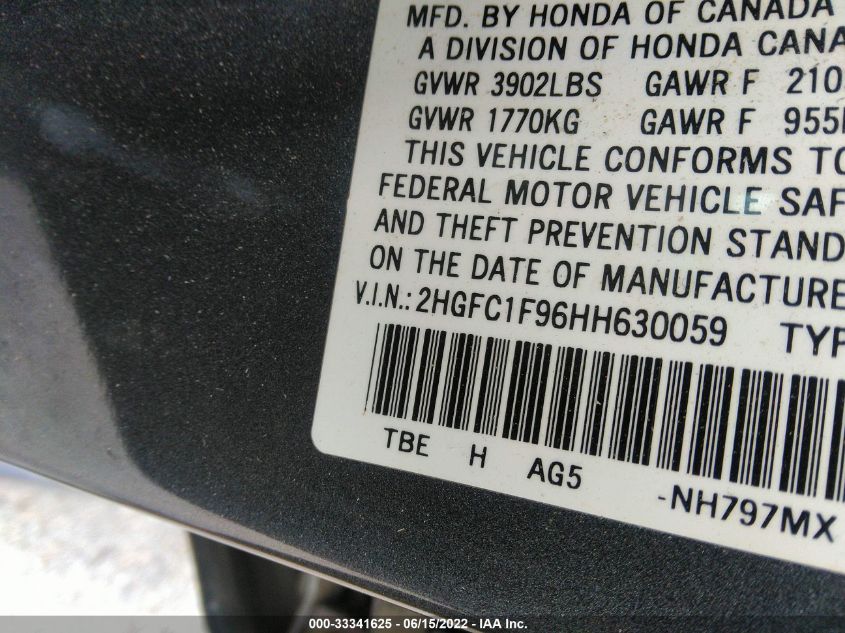 MFD. BY HONDA OF CANADA
A DIVISION OF HONDA CANA
GVWR 3902LBS GAWR F 210
GVWR 1770KG GAWR F 955
THIS VEHICLE CONFORMS TO
FEDERAL MOTOR VEHICLE SAF
AND THEFT PREVENTION STAND
ON THE DATE OF MANUFACTURE
V.I.N.: 2HGFC1F96HH630059 TYP
TBE H AG5 -NH797MX
000-33341625 - 06/15/2022 - IAA Inc.